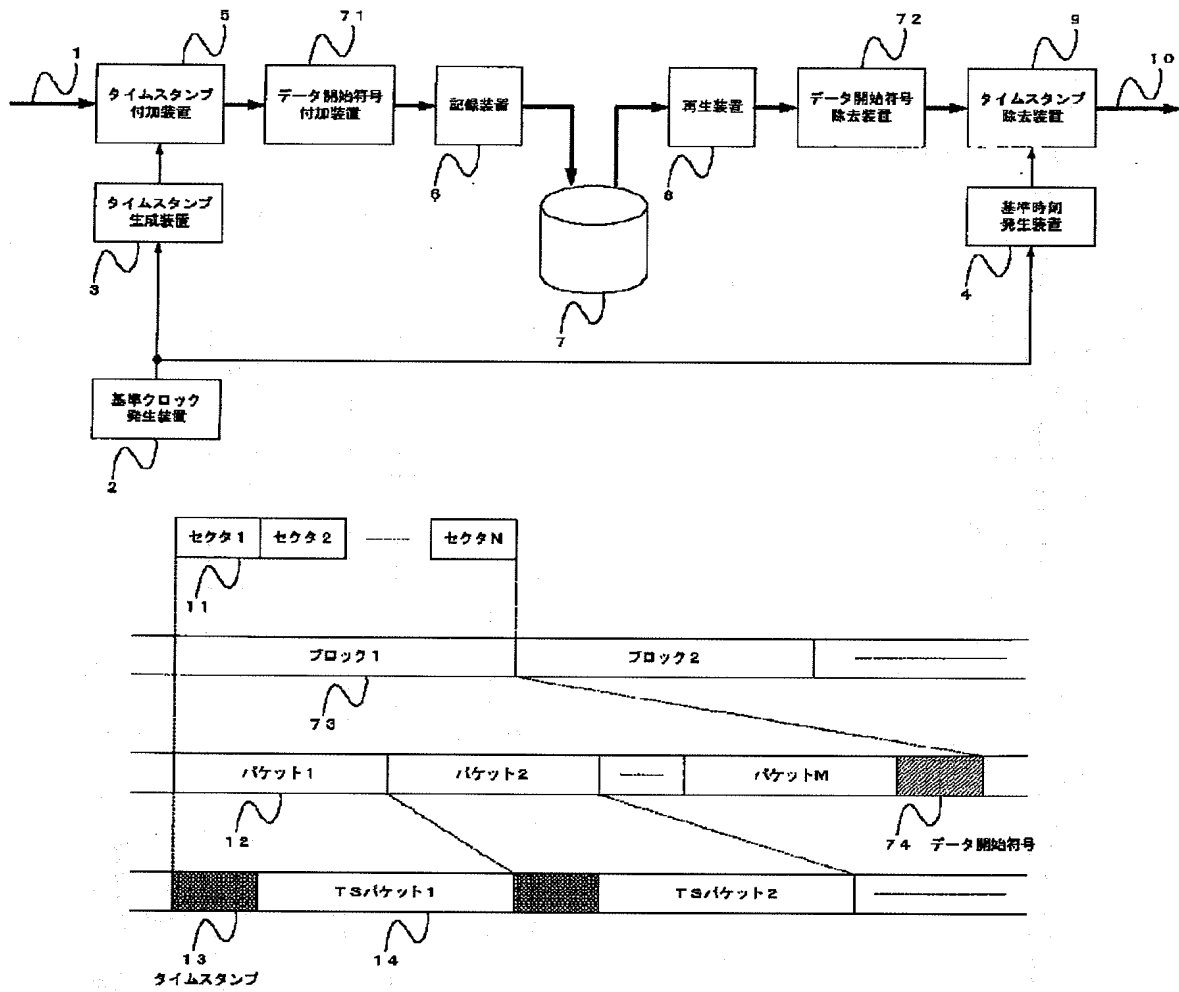 1
5
71
72
9
10
タイムスタンプ
付加装置
データ開始符号
付加装置
記録装置
再生装置
データ開始符号
除去装置
タイムスタンプ
除去装置
6
8
タイムスタンプ
生成装置
基準時刻
発生装置
3
7
4
基準クロック
発生装置
2
セクタ1
セクタ2
セクタN
11
ブロック1
ブロック2
73
パケット1
パケット2
パケットM
12
74 データ開始符号
TSパケット1
TSパケット2
13
タイムスタンプ
14